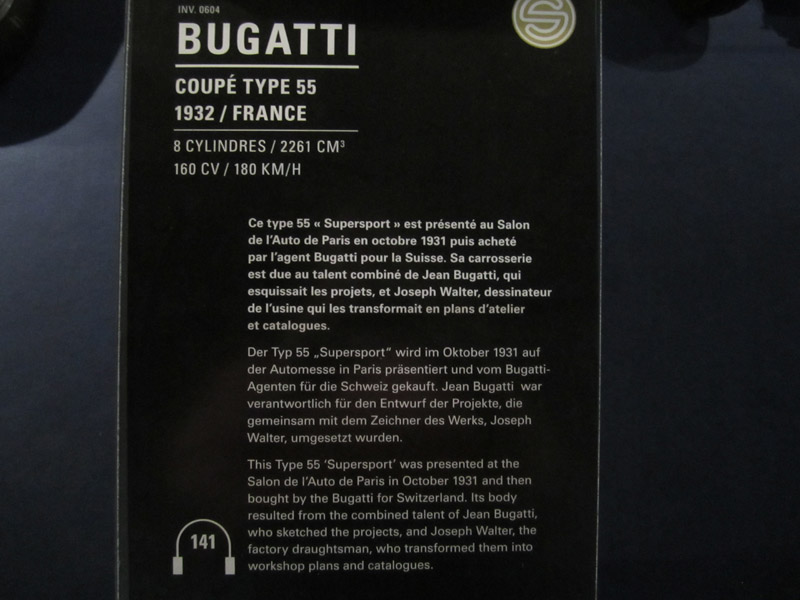 INV. 0604
BUGATTI
COUPÉ TYPE 55
1932 / FRANCE
8 CYLINDRES / 2261 CM³
160 CV / 180 KM/H
S
Ce type 55 « Supersport » est présenté au Salon
de l'Auto de Paris en octobre 1931 puis acheté
par l'agent Bugatti pour la Suisse. Sa carrosserie
est due au talent combiné de Jean Bugatti, qui
esquissait les projets, et Joseph Walter, dessinateur
de l'usine qui les transformait en plans d'atelier
et catalogues.
Der Typ 55 „Supersport“ wird im Oktober 1931 auf
der Automesse in Paris präsentiert und vom Bugatti-
Agenten für die Schweiz gekauft. Jean Bugatti war
verantwortlich für den Entwurf der Projekte, die
gemeinsam mit dem Zeichner des Werks, Joseph
Walter, umgesetzt wurden.
This Type 55 ‘Supersport’ was presented at the
Salon de l'Auto de Paris in October 1931 and then
bought by the Bugatti for Switzerland. Its body
resulted from the combined talent of Jean Bugatti,
who sketched the projects, and Joseph Walter, the
factory draughtsman, who transformed them into
workshop plans and catalogues.
141